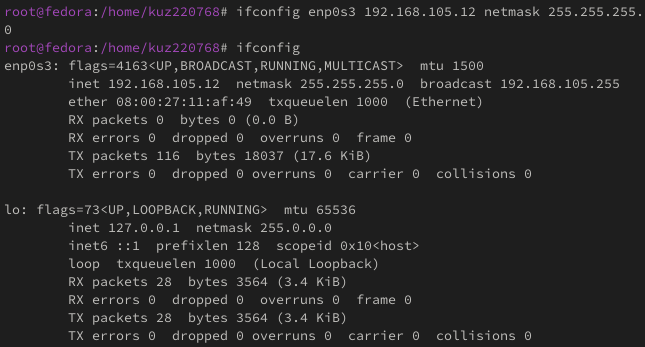 root@fedora:/home/kuz220768# ifconfig enp0s3 192.168.105.12 netmask 255.255.255.
0
root@fedora:/home/kuz220768# ifconfig
enp0s3: flags=4163<UP,BROADCAST,RUNNING,MULTICAST>  mtu 1500
        inet 192.168.105.12  netmask 255.255.255.0  broadcast 192.168.105.255
        ether 08:00:27:11:af:49  txqueuelen 1000  (Ethernet)
        RX packets 0  bytes 0 (0.0 B)
        RX errors 0  dropped 0  overruns 0  frame 0
        TX packets 116  bytes 18037 (17.6 KiB)
        TX errors 0  dropped 0 overruns 0  carrier 0  collisions 0

lo: flags=73<UP,LOOPBACK,RUNNING>  mtu 65536
        inet 127.0.0.1  netmask 255.0.0.0
        inet6 ::1  prefixlen 128  scopeid 0x10<host>
        loop  txqueuelen 1000  (Local Loopback)
        RX packets 28  bytes 3564 (3.4 KiB)
        RX errors 0  dropped 0  overruns 0  frame 0
        TX packets 28  bytes 3564 (3.4 KiB)
        TX errors 0  dropped 0 overruns 0  carrier 0  collisions 0